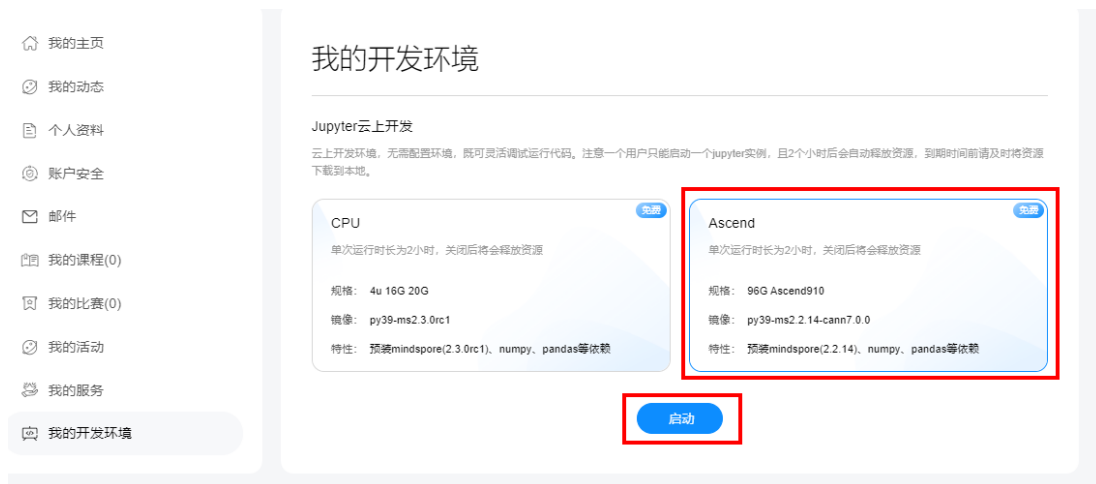 我的主页
我的动态
个人资料
账户安全
邮件
我的课程(0)
我的比赛(0)
我的活动
我的服务
我的开发环境
我的开发环境
Jupyter云上开发
云上开发环境，无需配置环境，既可灵活调试运行代码。注意一个用户只能启动一个jupyter实例，且2个小时后会自动释放资源，到期时间前请及时将资源
下载到本地。
免费
CPU
单次运行时长为2小时，关闭后将会释放资源
规格： 4u 16G 20G
镜像： py39-ms2.3.0rc1
特性： 预装mindspore(2.3.0rc1)、numpy、pandas等依赖
免费
Ascend
单次运行时长为2小时，关闭后将会释放资源
规格： 96G Ascend910
镜像： py39-ms2.2.14-cann7.0.0
特性： 预装mindspore(2.2.14)、numpy、pandas等依赖
启动